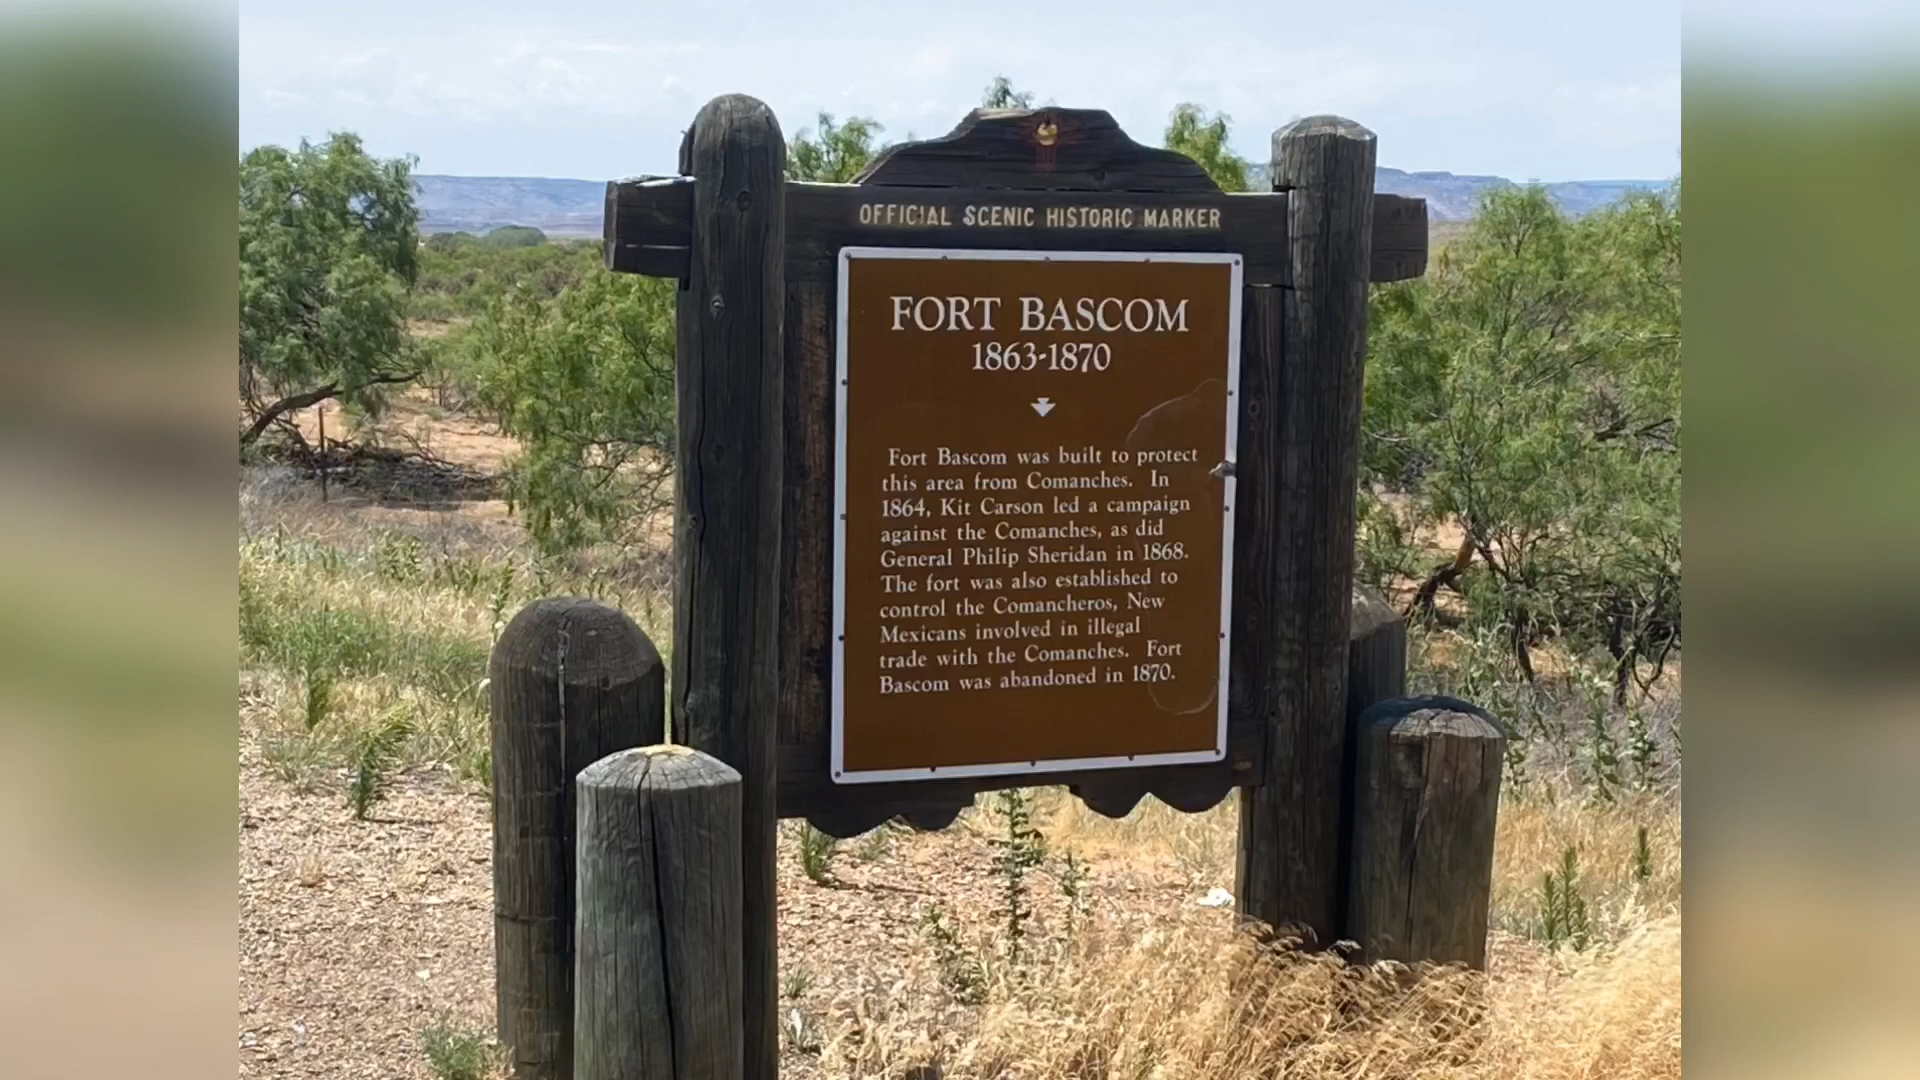 OFFICIAL SCENIC HISTORIC MARKER
FORT BASCOM
1863-1870
Fort Bascom was built to protect
this area from Comanches. In
1864, Kit Carson led a campaign
against the Comanches, as did
General Philip Sheridan in 1868.
The fort was also established to
control the Comancheros, New
Mexicans involved in illegal
trade with the Comanches. Fort
Bascom was abandoned in 1870.